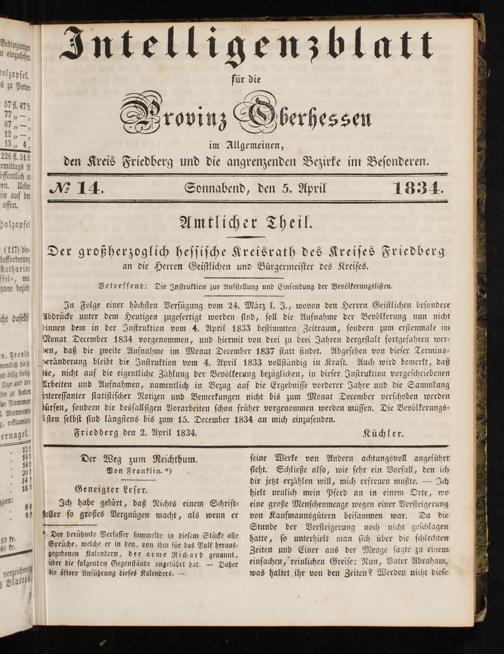 Intelligenzblatt
für die
Provinz Oberhessen
im Allgemeinen,
den Kreis Friedberg und die angrenzenden Bezirke im Besonderen.
№ 14. Sonnabend, den 5. April 1834.
Amtlicher Theil.
Der großherzoglich hessische Kreisrath des Kreises Friedberg
an die Herren Geistlichen und Bürgermeister des Kreises.
Betreffend: Die Instruction zur Aufstellung und Einsendung der Bevölkerungslisten.
In Folge einer höchsten Verfügung vom 24. März l. J., wovon den Herren Geistlichen besondere
Abdrücke unter dem Heutigen zugefertigt worden sind, soll die Aufnahme der Bevölkerung nun nicht
binnen dem in der Instruktion vom 4. April 1833 bestimmten Zeitraum, sondern zum erstenmale im
Monat December 1834 vorgenommen, und hiermit von drei zu drei Jahren dergestalt fortgefahren wer-
den, daß die zweite Aufnahme im Monat December 1837 statt findet. Abgesehen von dieser Termins-
veränderung bleibt die Instruktion vom 4. April 1833 vollständig in Kraft. Auch wird bemerkt, daß
die, nicht auf die eigentliche Zählung der Bevölkerung bezüglichen, in dieser Instruktion vorgeschriebenen
Arbeiten und Aufnahmen, namentlich in Bezug auf die Ergebnisse vorderer Jahre und die Sammlung
interessanter statistischer Notizen und Bemerkungen nicht bis zum Monat December verschoben werden
dürfen, sondern die desfallsigen Vorarbeiten schon früher vorgenommen werden müssen. Die Bevölkerungs-
listen selbst sind längstens bis zum 15. December 1834 an mich einzusenden.
Friedberg den 2. April 1834. Küchler.
Der Weg zum Reichthum.
Von Franklin. *)
Geneigter Leser.
Ich habe gehört, daß Nichts einem Schrift-
steller so großes Vergnügen macht, als wenn er
*) Der berühmte Verfasser sammelte in diesem Stücke alle
Sprüche, welche er in den, von ihm für das Volk heraus-
gegebenen Kalendern, der arme Richard genannt,
über die folgenden Gegenstände angeführt hat. — Daher
die öftere Anführung dieses Kalenders. —
seine Werke von Andern achtungsvoll angeführt
sieht. Schließe also, wie sehr ein Vorfall, den ich
dir jetzt erzählen will, mich erfreuen mußte. — Ich
hielt neulich mein Pferd an in einem Orte, wo
eine große Menschenmenge wegen einer Versteigerung
von Kaufmannsgütern beisammen war. Da die
Stunde der Versteigerung noch nicht geschlagen
hatte, so unterhielt man sich über die schlechten
Zeiten und Einer aus der Menge sagte zu einem
einfachen, reinlichen Greise: Nun, Vater Abraham,
was haltet ihr von den Zeiten? Werden nicht diese